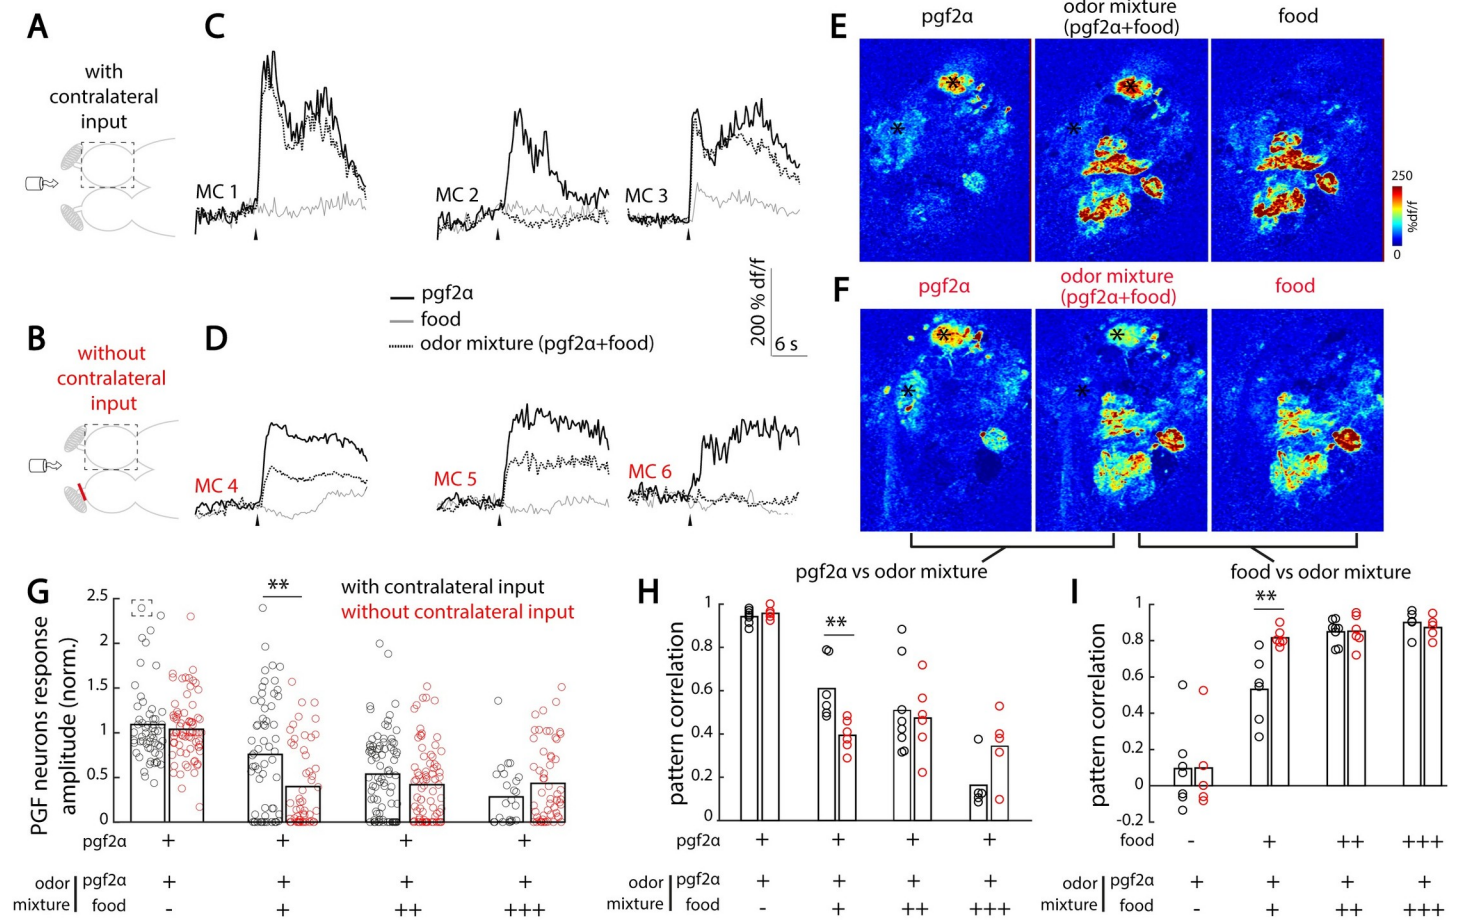 A
with
contralateral
input
C
MC 1
MC 2
MC 3
pgf2α
food
odor mixture (pgf2α+food)
200 % df/f
6 s
B
without
contralateral
input
D
MC 4
MC 5
MC 6
E
pgf2α
odor mixture
(pgf2α+food)
food
*
*
*
*
250
%df/f
0
F
pgf2α
odor mixture
(pgf2α+food)
food
*
*
*
*
pgf2α vs odor mixture
food vs odor mixture
G
with contralateral input
without contralateral input
**
PGF neurons response
amplitude (norm.)
2.5
2
1.5
1
0.5
0
pgf2α + + + +
odor
mixture
pgf2α + + + +
food - + ++ +++
H
**
pattern correlation
1
0.8
0.6
0.4
0.2
0
pgf2α + + + +
odor
mixture
pgf2α + + + +
food - + ++ +++
I
**
pattern correlation
1
0.8
0.6
0.4
0.2
0
-0.2
food - + ++ +++
odor
mixture
pgf2α + + + +
food - + ++ +++